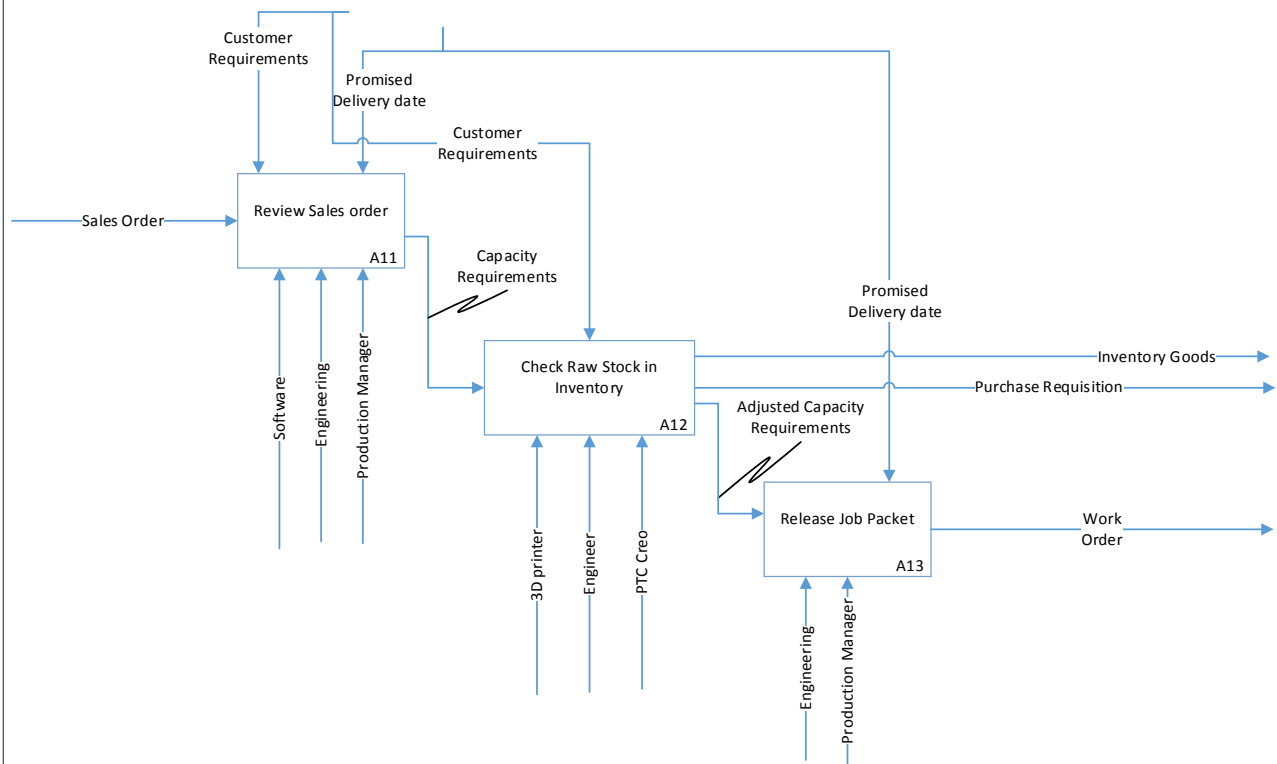 Customer
Requirements
Promised
Delivery date
Customer
Requirements
Sales Order
Review Sales order
A11
Capacity
Requirements
Software
Engineering
Production Manager
Promised
Delivery date
Check Raw Stock in
Inventory
A12
Inventory Goods
Purchase Requisition
Adjusted Capacity
Requirements
3D printer
Engineer
PTC Creo
Release Job Packet
A13
Work
Order
Engineering
Production Manager